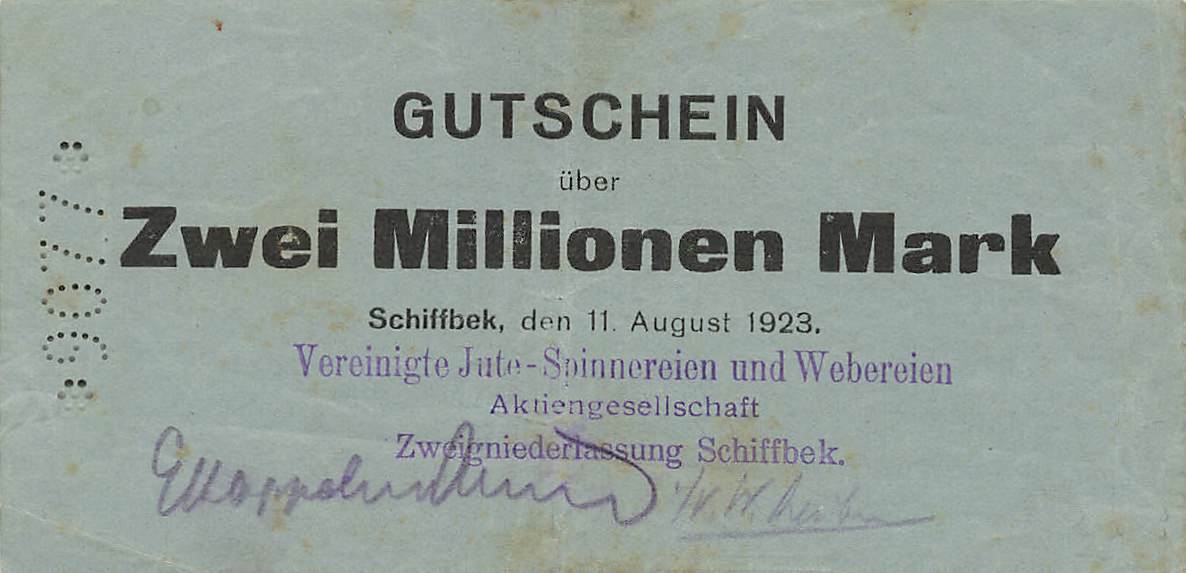 GUTSCHEIN
über
Zwei Millionen Mark
Schiffbek, den 11. August 1923.
Vereinigte Jute-Spinnereien und Webereien
Aktiengesellschaft
Zweigniederlassung Schiffbek.